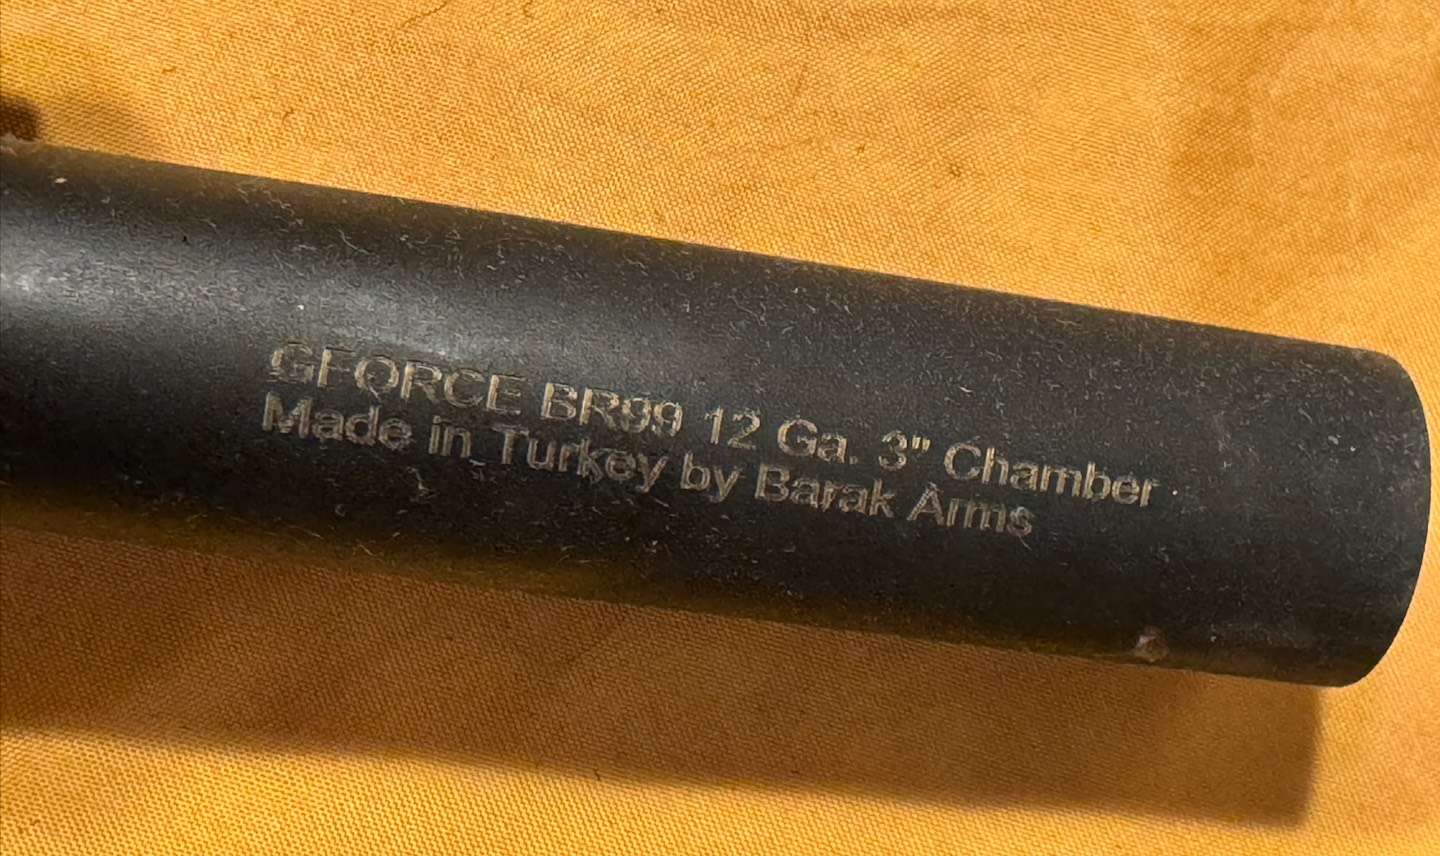 GFORCE BR99 12 Ga. 3" Chamber
Made in Turkey by Barak Arms